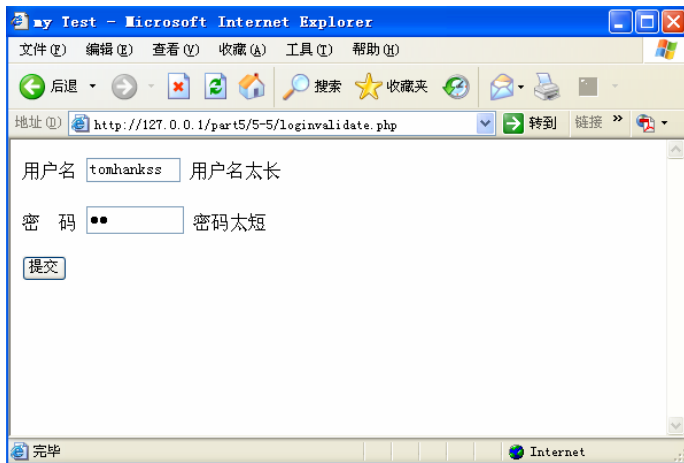 my Test - Microsoft Internet Explorer
文件(F) 编辑(E) 查看(V) 收藏(A) 工具(T) 帮助(H)
后退 搜索 收藏夹
地址(D) http://127.0.0.1/part5/5-5/loginvalidate.php 转到 链接 »
用户名 tomhankss 用户名太长
密 码 ●● 密码太短
提交
完毕 Internet